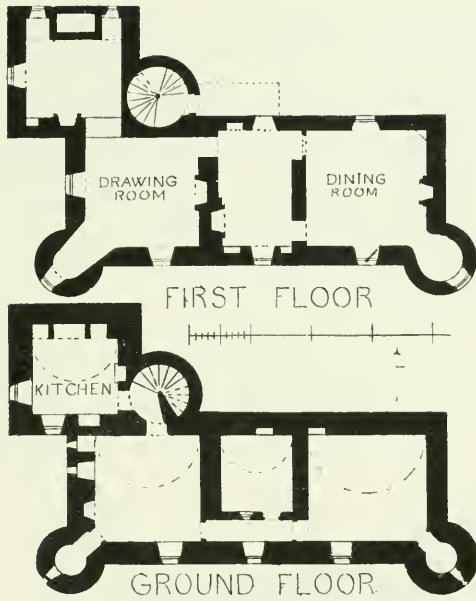 DRAWING
ROOM
DINING
ROOM
FIRST FLOOR
KITCHEN
GROUND FLOOR